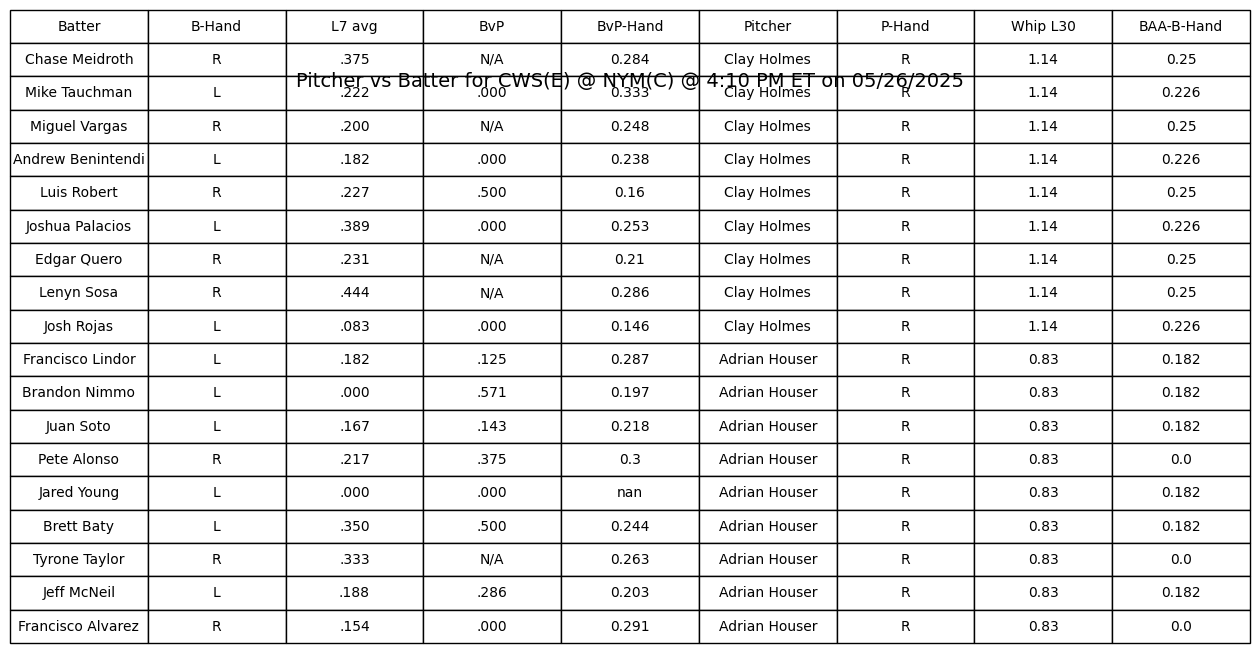 Batter B-Hand L7 avg BvP BvP-Hand Pitcher P-Hand Whip L30 BAA-B-Hand
Chase Meidroth R .375 N/A 0.284 Clay Holmes R 1.14 0.25
Pitcher vs Batter for CWS(E) @ NYM(C) @ 4:10 PM ET on 05/26/2025
Mike Tauchman L .222 .000 0.333 Clay Holmes R 1.14 0.226
Miguel Vargas R .200 N/A 0.248 Clay Holmes R 1.14 0.25
Andrew Benintendi L .182 .000 0.238 Clay Holmes R 1.14 0.226
Luis Robert R .227 .500 0.16 Clay Holmes R 1.14 0.25
Joshua Palacios L .389 .000 0.253 Clay Holmes R 1.14 0.226
Edgar Quero R .231 N/A 0.21 Clay Holmes R 1.14 0.25
Lenyn Sosa R .444 N/A 0.286 Clay Holmes R 1.14 0.25
Josh Rojas L .083 .000 0.146 Clay Holmes R 1.14 0.226
Francisco Lindor L .182 .125 0.287 Adrian Houser R 0.83 0.182
Brandon Nimmo L .000 .571 0.197 Adrian Houser R 0.83 0.182
Juan Soto L .167 .143 0.218 Adrian Houser R 0.83 0.182
Pete Alonso R .217 .375 0.3 Adrian Houser R 0.83 0.0
Jared Young L .000 .000 nan Adrian Houser R 0.83 0.182
Brett Baty L .350 .500 0.244 Adrian Houser R 0.83 0.182
Tyrone Taylor R .333 N/A 0.263 Adrian Houser R 0.83 0.0
Jeff McNeil L .188 .286 0.203 Adrian Houser R 0.83 0.182
Francisco Alvarez R .154 .000 0.291 Adrian Houser R 0.83 0.0